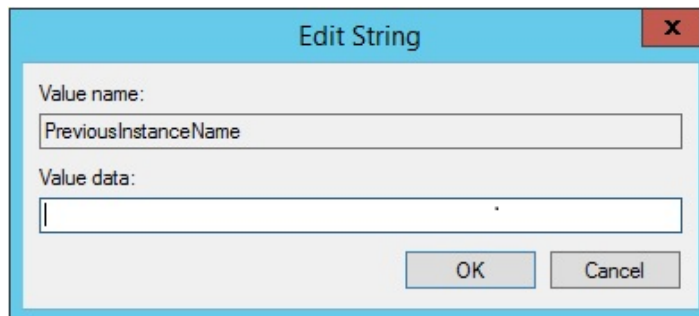 Edit String
x
Value name:
PreviousInstanceName
Value data:
OK Cancel